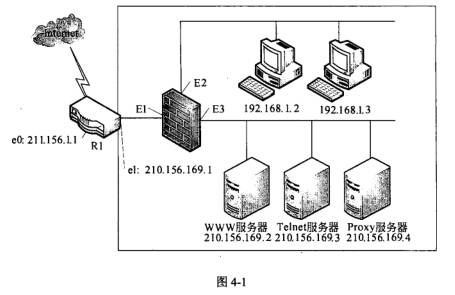 Internet
E2
E1
E3
192.168.1.2
192.168.1.3
e0: 211.156.1.1
R1
e1: 210.156.169.1
WWW服务器
210.156.169.2
Telnet服务器
210.156.169.3
Proxy服务器
210.156.169.4
图 4-1